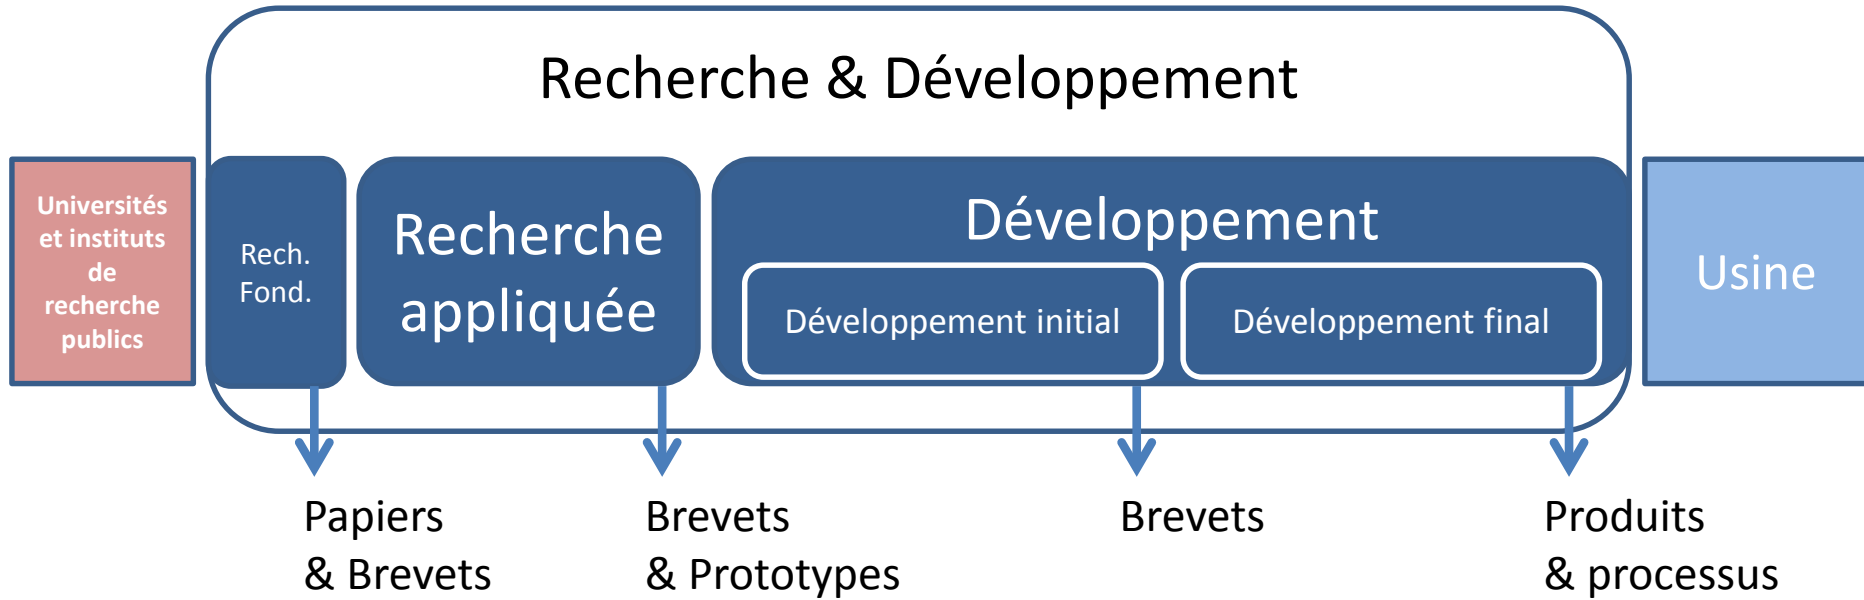 Recherche & Développement
Universités
et instituts
de
recherche
publics
Rech.
Fond.
Recherche
appliquée
Développement
Développement initial
Développement final
Usine
Papiers
& Brevets
Brevets
& Prototypes
Brevets
Produits
& processus